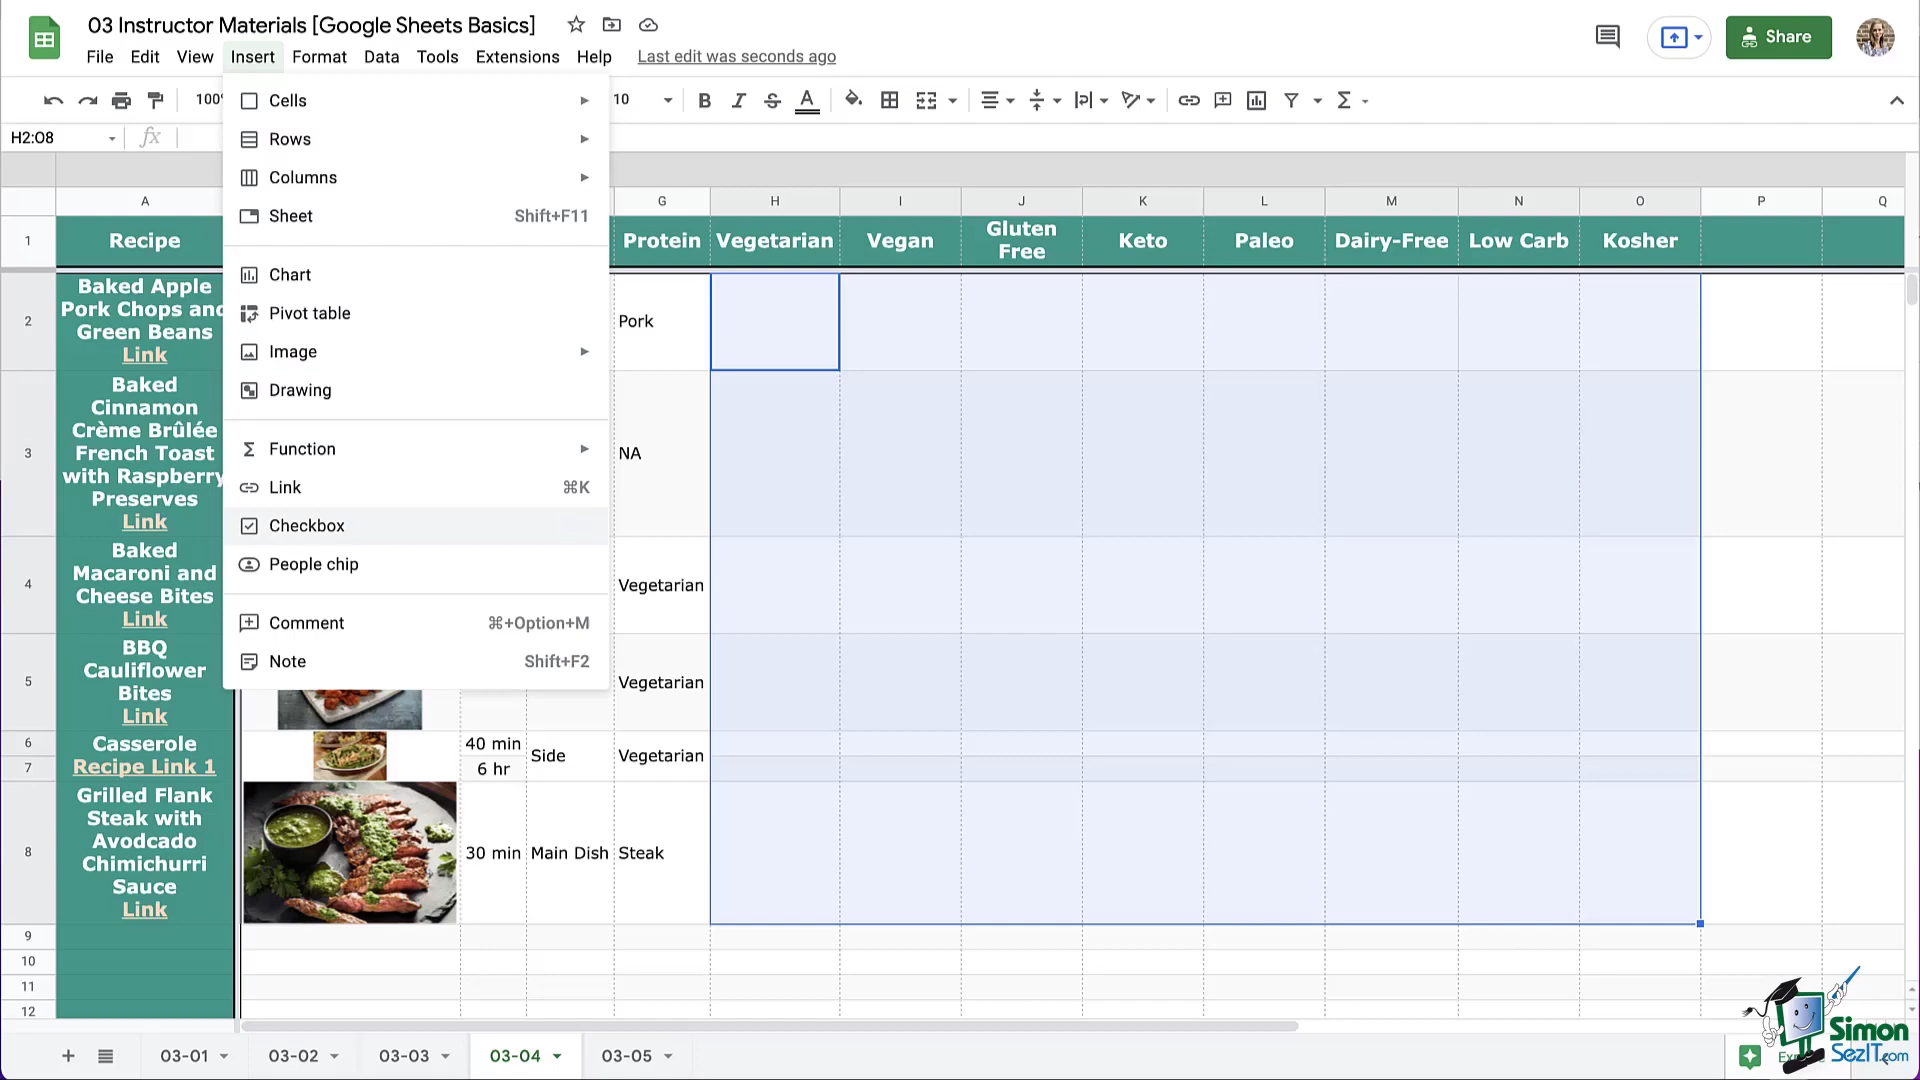 03 Instructor Materials [Google Sheets Basics]
File Edit View Insert Format Data Tools Extensions Help Last edit was seconds ago
Share
100%
10
B I S A
H2:O8
fx
Cells
Rows
Columns
Sheet Shift+F11
Chart
Pivot table
Image
Drawing
Function
Link ⌘K
Checkbox
People chip
Comment ⌘+Option+M
Note Shift+F2
A G H I J K L M N O P Q
1 Recipe Protein Vegetarian Vegan Gluten Free Keto Paleo Dairy-Free Low Carb Kosher
2
Baked Apple
Pork Chops and
Green Beans
Link
Pork
3
Baked
Cinnamon
Crème Brûlée
French Toast
with Raspberry
Preserves
Link
NA
4
Baked
Macaroni and
Cheese Bites
Link
Vegetarian
5
BBQ
Cauliflower
Bites
Link
Vegetarian
6 Casserole 40 min
Side Vegetarian
7 Recipe Link 1 6 hr
8
Grilled Flank
Steak with
Avodcado
Chimichurri
Sauce
Link
30 min Main Dish Steak
9
10
11
12
03-01 03-02 03-03 03-04 03-05
Simon
SezIT.com